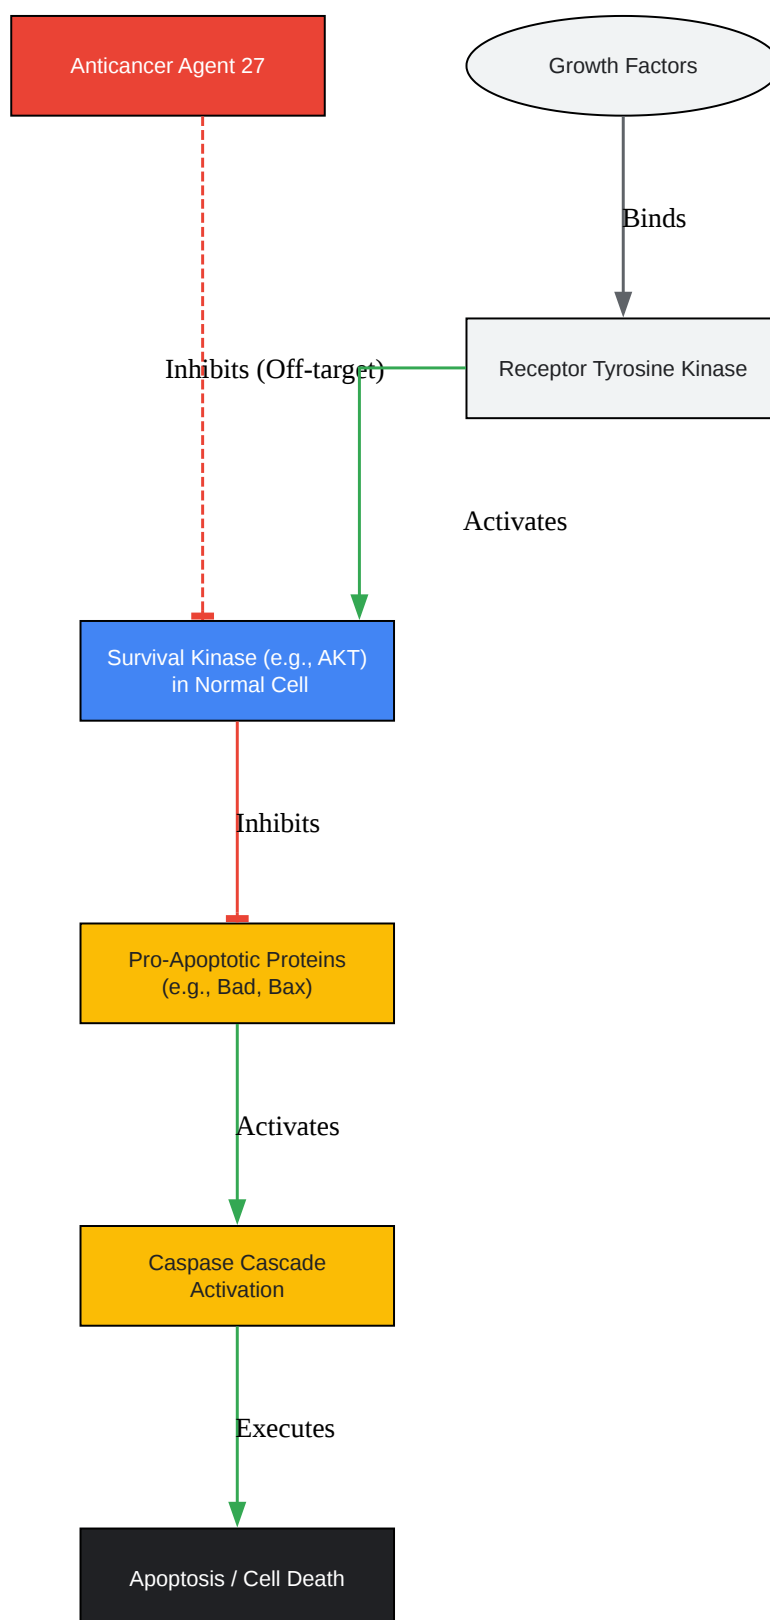 Anticancer Agent 27
Growth Factors
Binds
Inhibits (Off-target)
Receptor Tyrosine Kinase
Activates
Survival Kinase (e.g., AKT)
in Normal Cell
Inhibits
Pro-Apoptotic Proteins
(e.g., Bad, Bax)
Activates
Caspase Cascade
Activation
Executes
Apoptosis / Cell Death